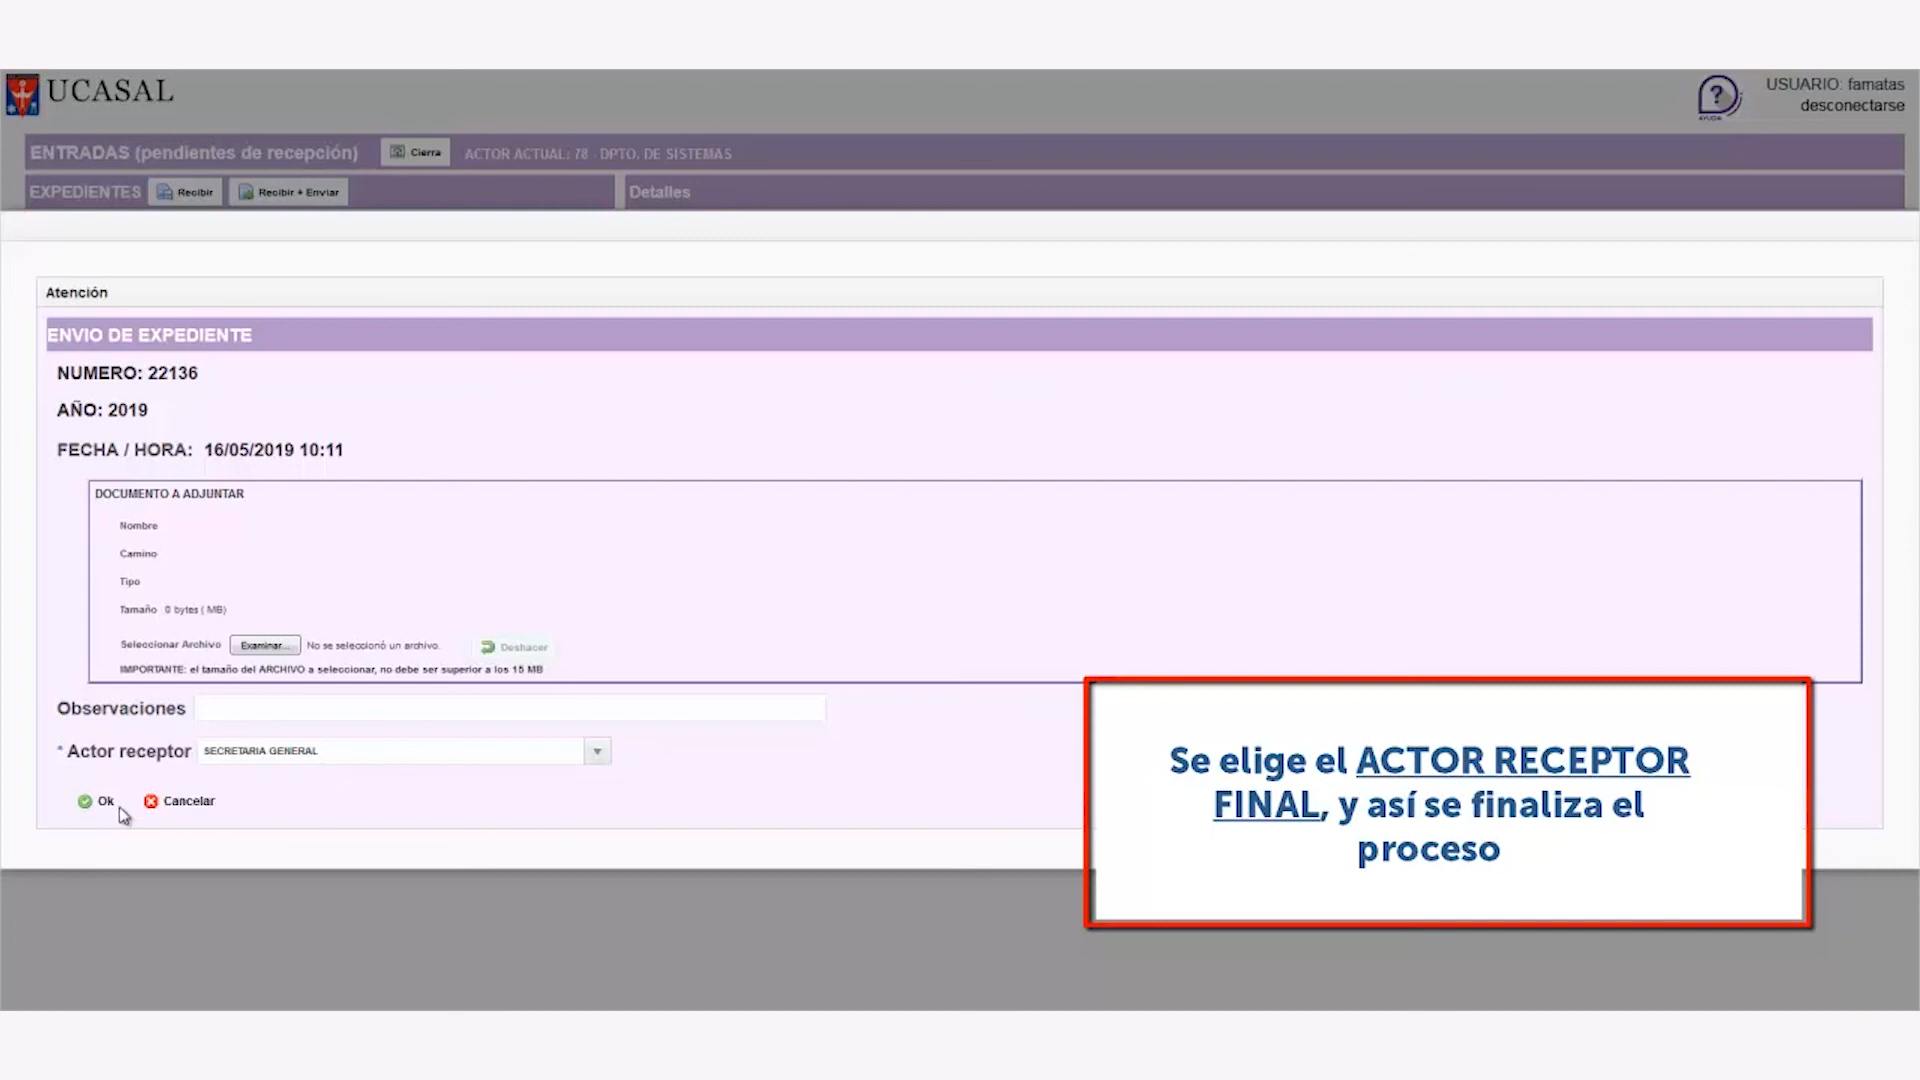 UCASAL
AYUDA
USUARIO: famatas
desconectarse
ENTRADAS (pendientes de recepción)
Cierra
ACTOR ACTUAL: 78 - DPTO. DE SISTEMAS
EXPEDIENTES
Recibir
Recibir + Enviar
Detalles
Atención
ENVIO DE EXPEDIENTE
NUMERO: 22136
AÑO: 2019
FECHA / HORA: 16/05/2019 10:11
DOCUMENTO A ADJUNTAR
Nombre
Camino
Tipo
Tamaño 0 bytes ( MB)
Seleccionar Archivo Examinar... No se seleccionó un archivo. Deshacer
IMPORTANTE: el tamaño del ARCHIVO a seleccionar, no debe ser superior a los 15 MB
Observaciones
* Actor receptor SECRETARIA GENERAL
Ok Cancelar
Se elige el ACTOR RECEPTOR
FINAL, y así se finaliza el
proceso